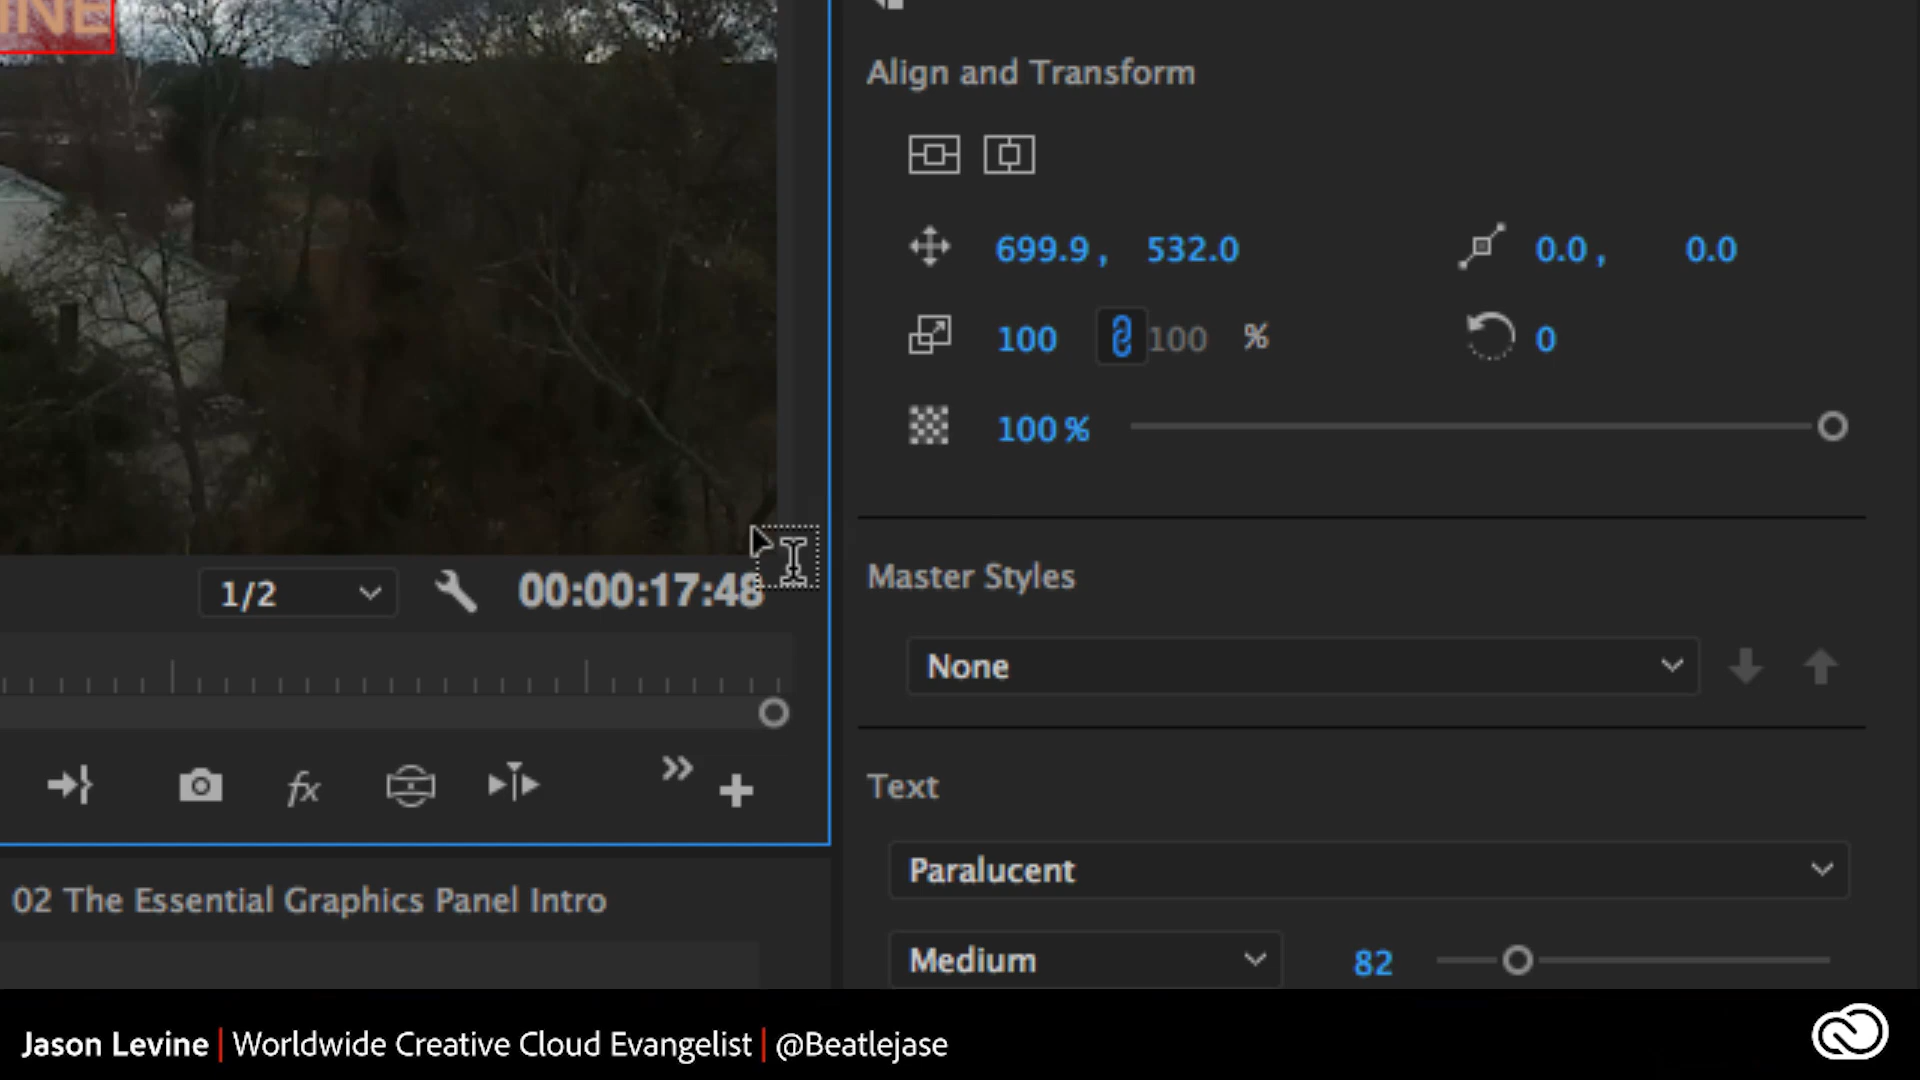 INE
Align and Transform
699.9 , 532.0 0.0 , 0.0
100 100 % 0
100 %
1/2 00:00:17:48
Master Styles
None
fx
Text
Paralucent
02 The Essential Graphics Panel Intro
Medium 82
Jason Levine | Worldwide Creative Cloud Evangelist | @Beatlejase